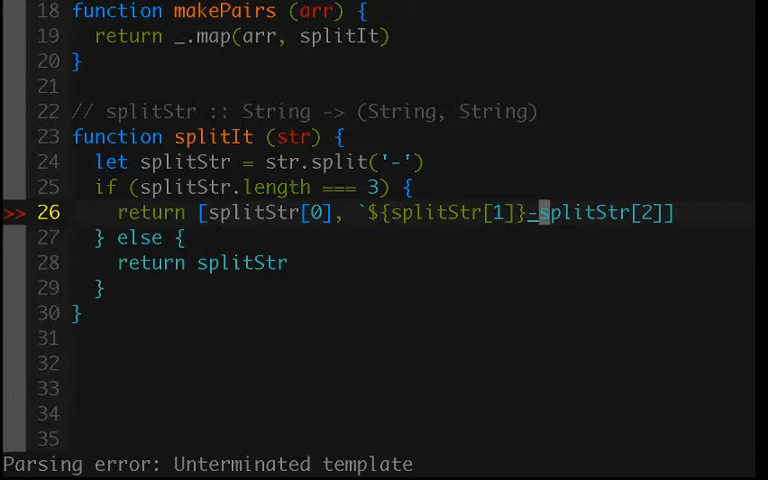 18 function makePairs (arr) {
19   return _.map(arr, splitIt)
20 }
21
22 // splitStr :: String -> (String, String)
23 function splitIt (str) {
24   let splitStr = str.split('-')
25   if (splitStr.length === 3) {
>> 26     return [splitStr[0], `${splitStr[1]}-splitStr[2]]
27   } else {
28     return splitStr
29   }
30 }
31
32
33
34
35
Parsing error: Unterminated template